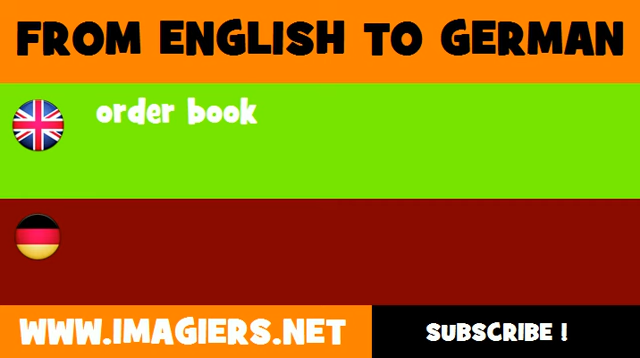 FROM ENGLISH TO GERMAN
order book
WWW.IMAGIERS.NET
SUBSCRIBE !